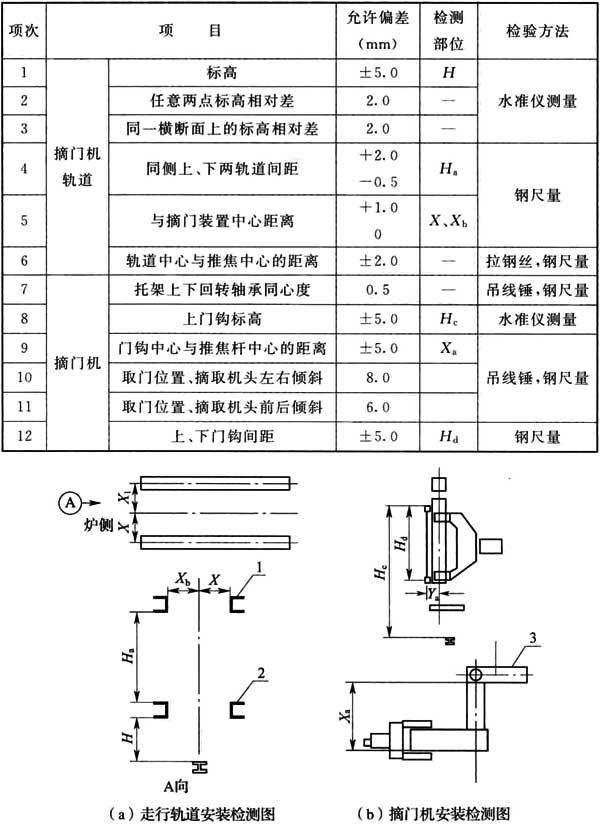 项次 项 目 允许偏差（mm） 检测部位 检验方法
1 摘门机轨道 标高 ±5.0 H 水准仪测量
2 任意两点标高相对差 2.0 —
3 同一横断面上的标高相对差 2.0 —
4 同侧上、下两轨道间距 +2.0 −0.5 Ha 钢尺量
5 与摘门装置中心距离 +1.0 0 X、Xb
6 轨道中心与推焦中心的距离 ±2.0 — 拉钢丝，钢尺量
7 摘门机 托架上下回转轴承同心度 0.5 — 吊线锤，钢尺量
8 上门钩标高 ±5.0 Hc 水准仪测量
9 门钩中心与推焦杆中心的距离 ±5.0 Xa 吊线锤，钢尺量
10 取门位置、摘取机头左右倾斜 8.0
11 取门位置、摘取机头前后倾斜 6.0
12 上、下门钩间距 ±5.0 Hd 钢尺量
A
炉侧
X1
X
Xb
X
1
Ha
2
H
A向
Hc
Hd
Ya
3
Xa
（a）走行轨道安装检测图
（b）摘门机安装检测图